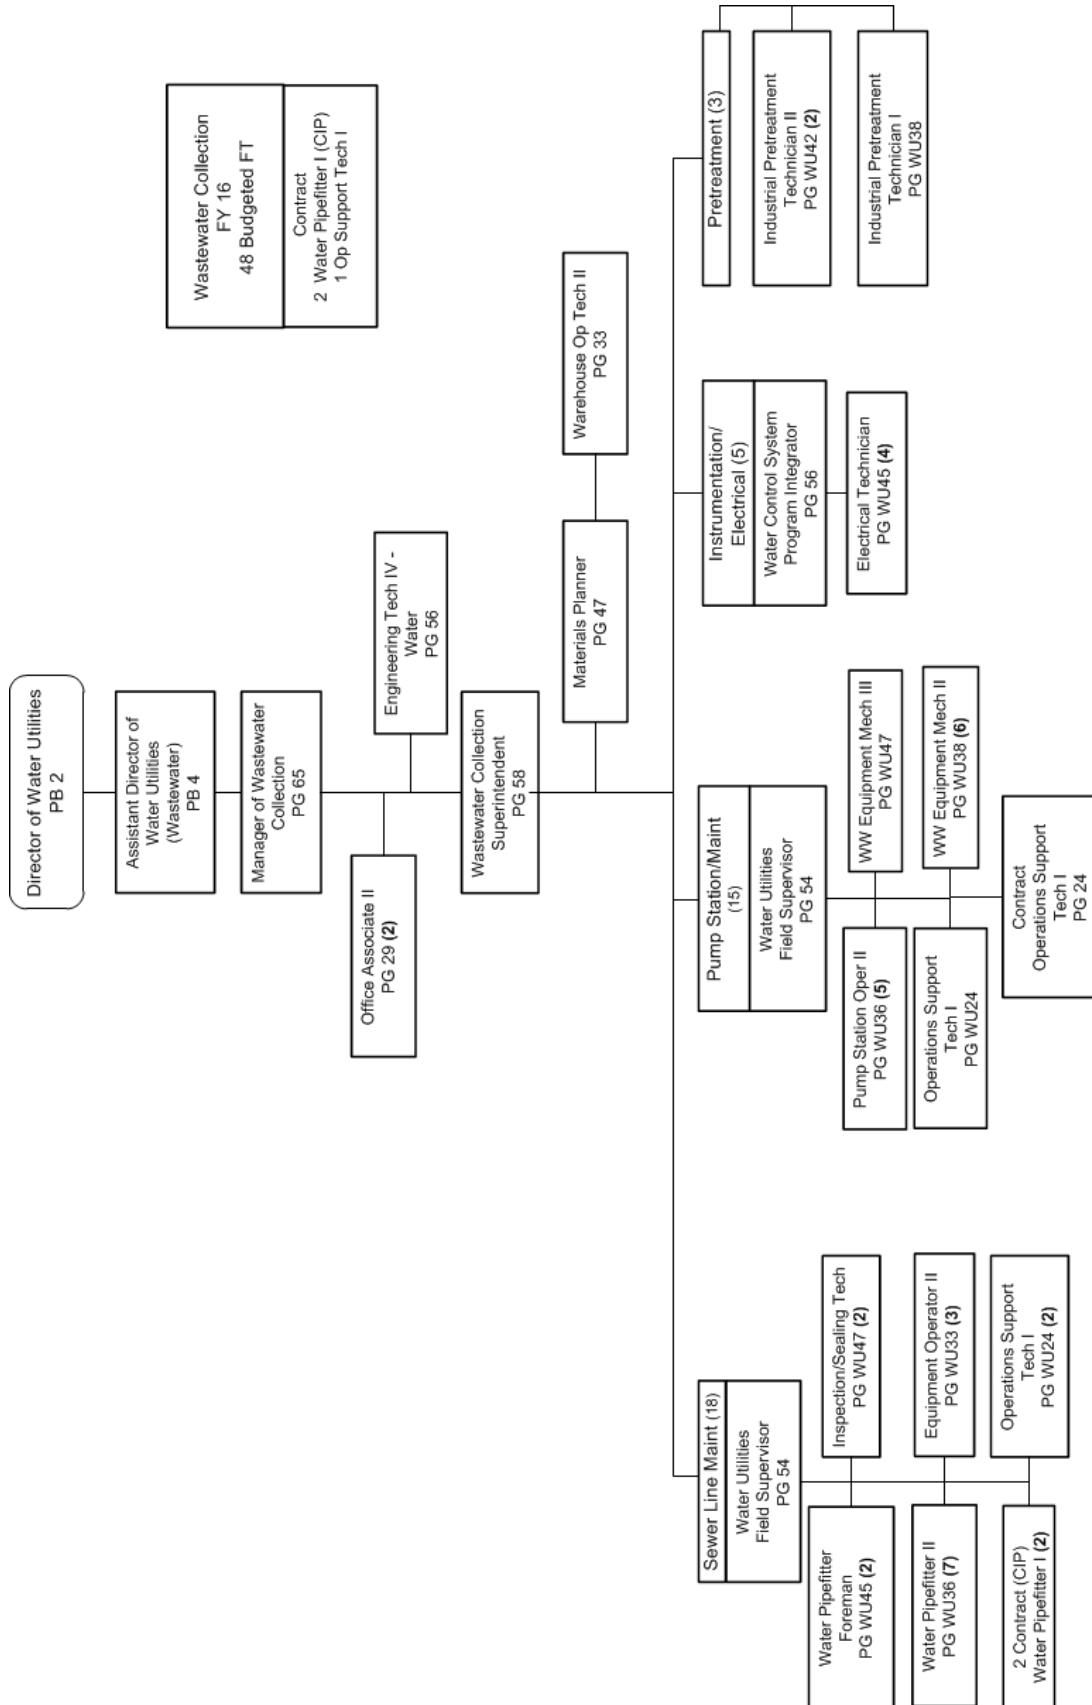 Wastewater Collection
FY 16
48 Budgeted FT
Contract
2 Water Pipefitter I (CIP)
1 Op Support Tech I
Director of Water Utilities
PB 2
Assistant Director of
Water Utilities
(Wastewater)
PB 4
Manager of Wastewater
Collection
PG 65
Office Associate II
PG 29 (2)
Engineering Tech IV -
Water
PG 56
Wastewater Collection
Superintendent
PG 58
Materials Planner
PG 47
Warehouse Op Tech II
PG 33
Sewer Line Maint (18)
Water Utilities
Field Supervisor
PG 54
Water Pipefitter
Foreman
PG WU45 (2)
Inspection/Sealing Tech
PG WU47 (2)
Water Pipefitter II
PG WU36 (7)
Equipment Operator II
PG WU33 (3)
2 Contract (CIP)
Water Pipefitter I (2)
Operations Support
Tech I
PG WU24 (2)
Pump Station/Maint
(15)
Water Utilities
Field Supervisor
PG 54
Pump Station Oper II
PG WU36 (5)
WW Equipment Mech III
PG WU47
Operations Support
Tech I
PG WU24
WW Equipment Mech II
PG WU38 (6)
Contract
Operations Support
Tech I
PG 24
Instrumentation/
Electrical (5)
Water Control System
Program Integrator
PG 56
Electrical Technician
PG WU45 (4)
Pretreatment (3)
Industrial Pretreatment
Technician II
PG WU42 (2)
Industrial Pretreatment
Technician I
PG WU38